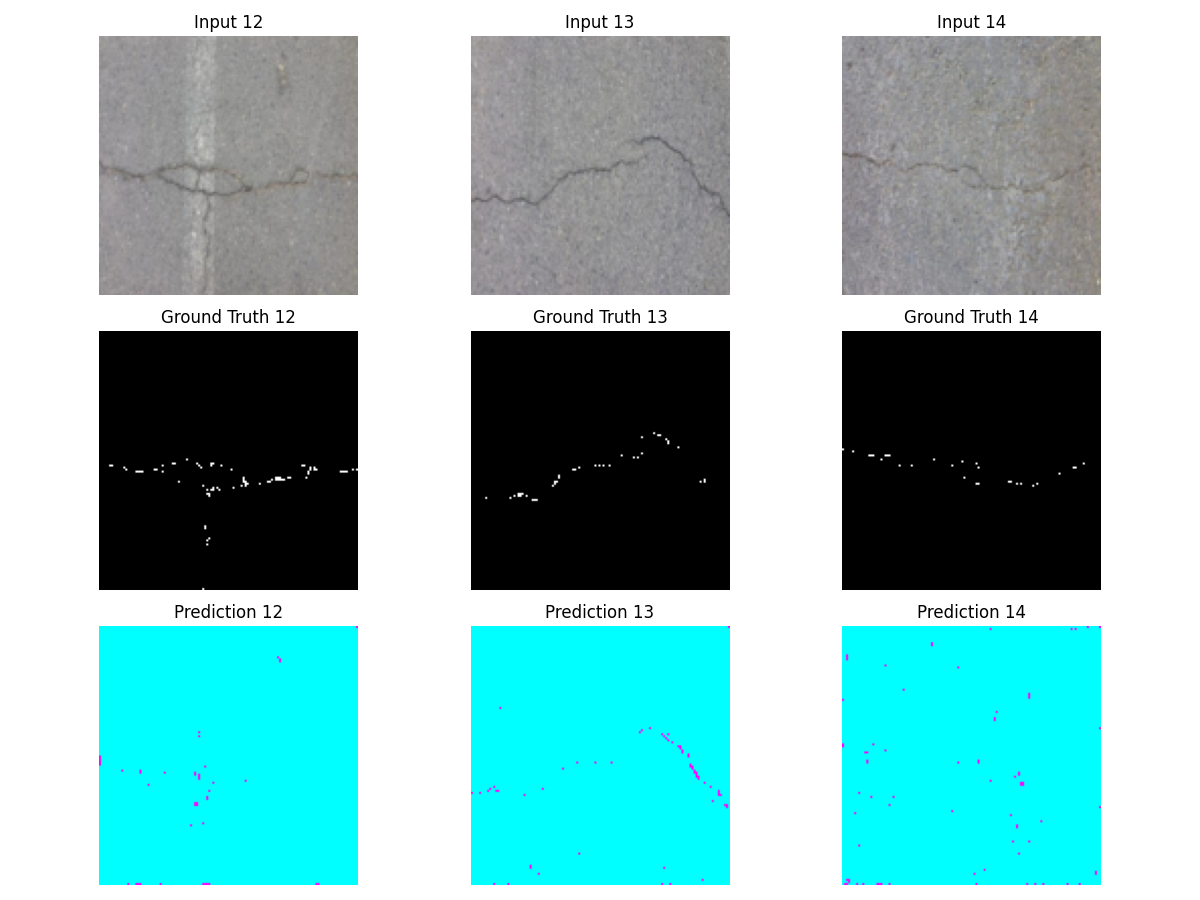 Input 12
Input 13
Input 14
Ground Truth 12
Ground Truth 13
Ground Truth 14
Prediction 12
Prediction 13
Prediction 14